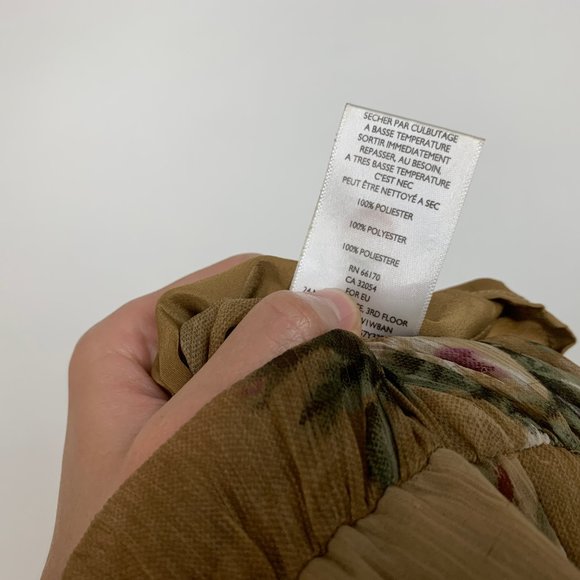 SECHER PAR CULBUTAGE
A BASSE TEMPERATURE
SORTIR IMMEDIATEMENT
REPASSER, AU BESOIN,
A TRES BASSE TEMPERATURE
C'EST NEC
PEUT ÊTRE NETTOYÉ A SEC
100% POLIESTER
100% POLYESTER
100% POLIESTERE
RN 66170
CA 32054
FOR EU
3RD FLOOR